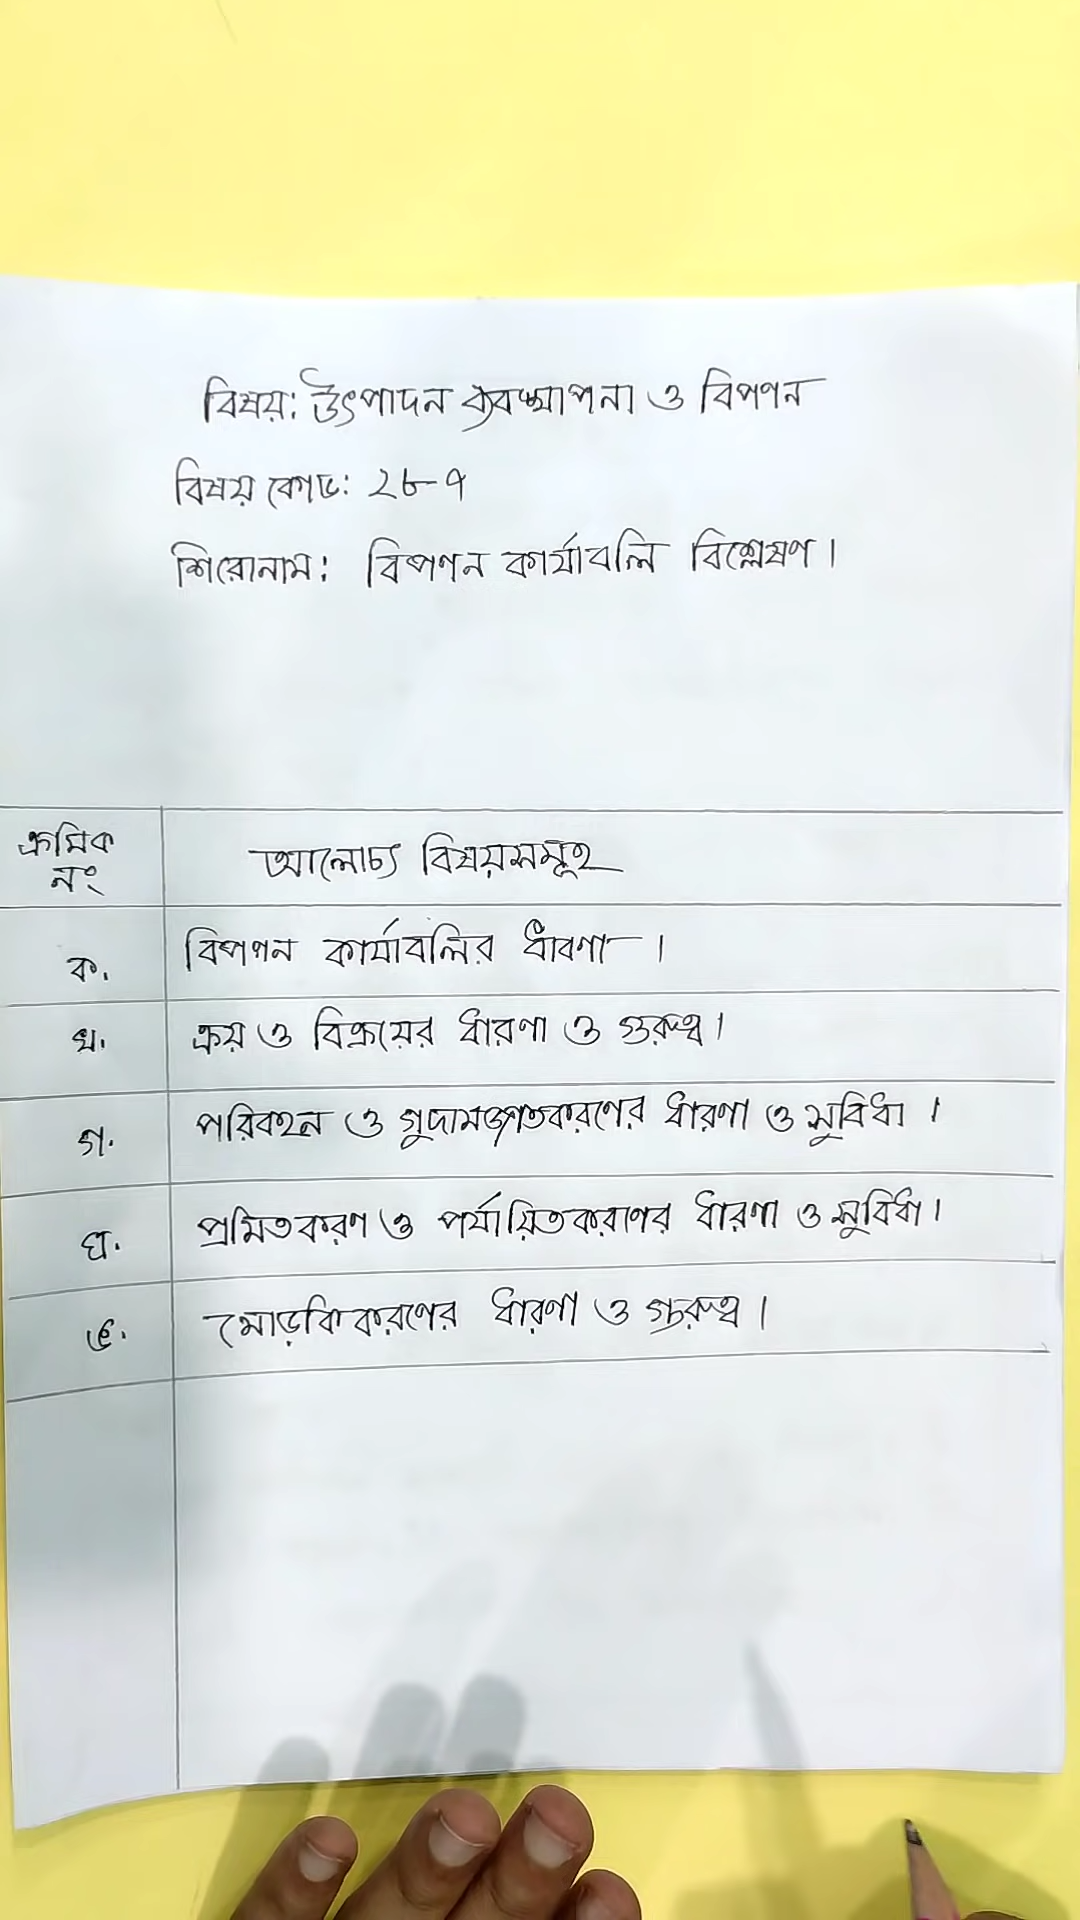 বিষয়: উৎপাদন ব্যবস্থাপনা ও বিপণন
বিষয় কোড: ২৮৭
শিরোনাম: বিপণন কার্যাবলি বিশ্লেষণ।
ক্রমিক নং
আলোচ্য বিষয়সমূহ
ক. বিপণন কার্যাবলির ধারণা।
খ. ক্রয় ও বিক্রয়ের ধারণা ও গুরুত্ব।
গ. পরিবহন ও গুদামজাতকরণের ধারণা ও সুবিধা।
ঘ. প্রমিতকরণ ও পর্যায়িতকরণের ধারণা ও সুবিধা।
ঙ. মোড়কিকরণের ধারণা ও গুরুত্ব।